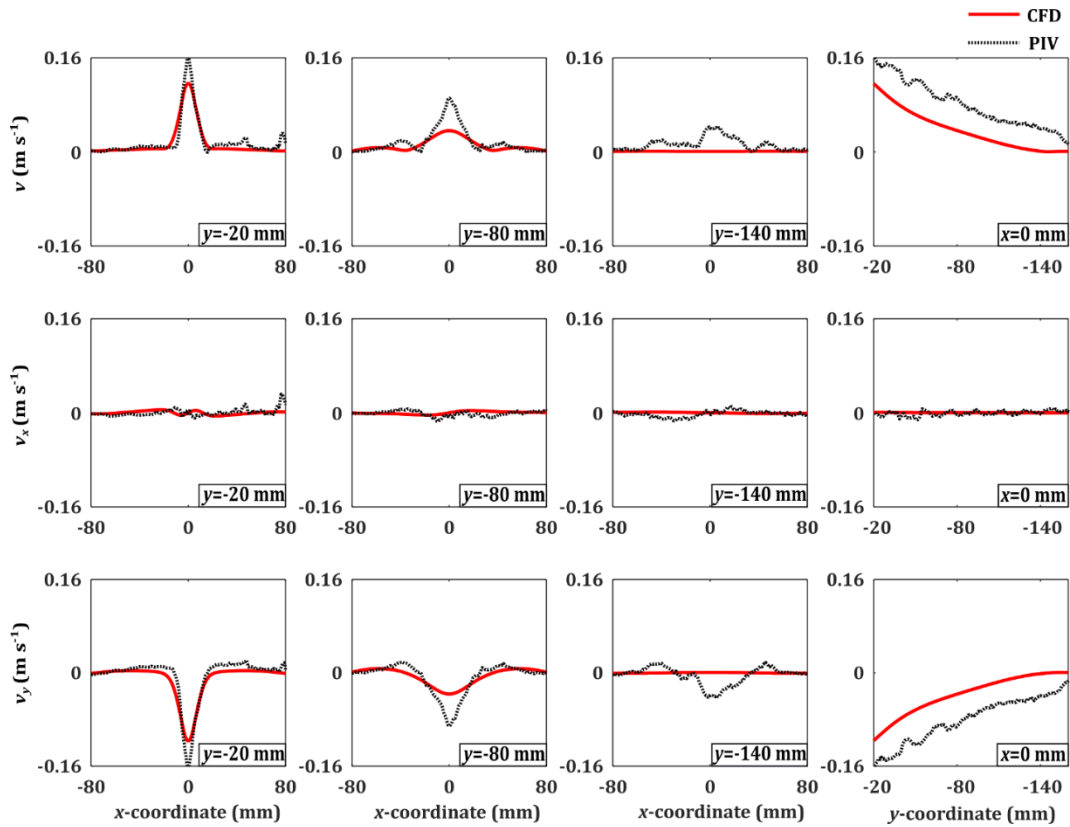 CFD
PIV
v (m s⁻¹)
0.16
0
-0.16
y=-20 mm
-80 0 80
0.16
0
-0.16
y=-80 mm
-80 0 80
0.16
0
-0.16
y=-140 mm
-80 0 80
0.16
0
-0.16
x=0 mm
-20 -80 -140
vₓ (m s⁻¹)
0.16
0
-0.16
y=-20 mm
-80 0 80
0.16
0
-0.16
y=-80 mm
-80 0 80
0.16
0
-0.16
y=-140 mm
-80 0 80
0.16
0
-0.16
x=0 mm
-20 -80 -140
v_y (m s⁻¹)
0.16
0
-0.16
y=-20 mm
-80 0 80
x-coordinate (mm)
0.16
0
-0.16
y=-80 mm
-80 0 80
x-coordinate (mm)
0.16
0
-0.16
y=-140 mm
-80 0 80
x-coordinate (mm)
0.16
0
-0.16
x=0 mm
-20 -80 -140
y-coordinate (mm)